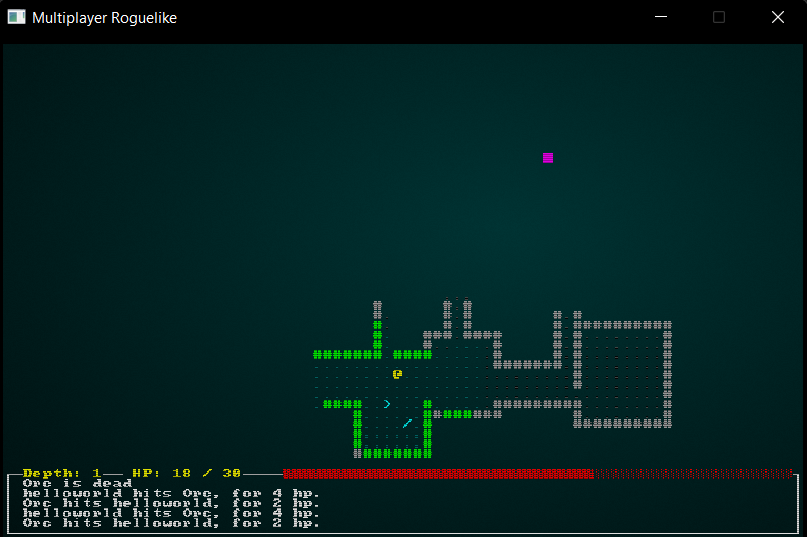 Multiplayer Roguelike
Depth: 1 HP: 18 / 30
Orc is dead
helloworld hits Orc, for 4 hp.
Orc hits helloworld, for 2 hp.
helloworld hits Orc, for 4 hp.
Orc hits helloworld, for 2 hp.